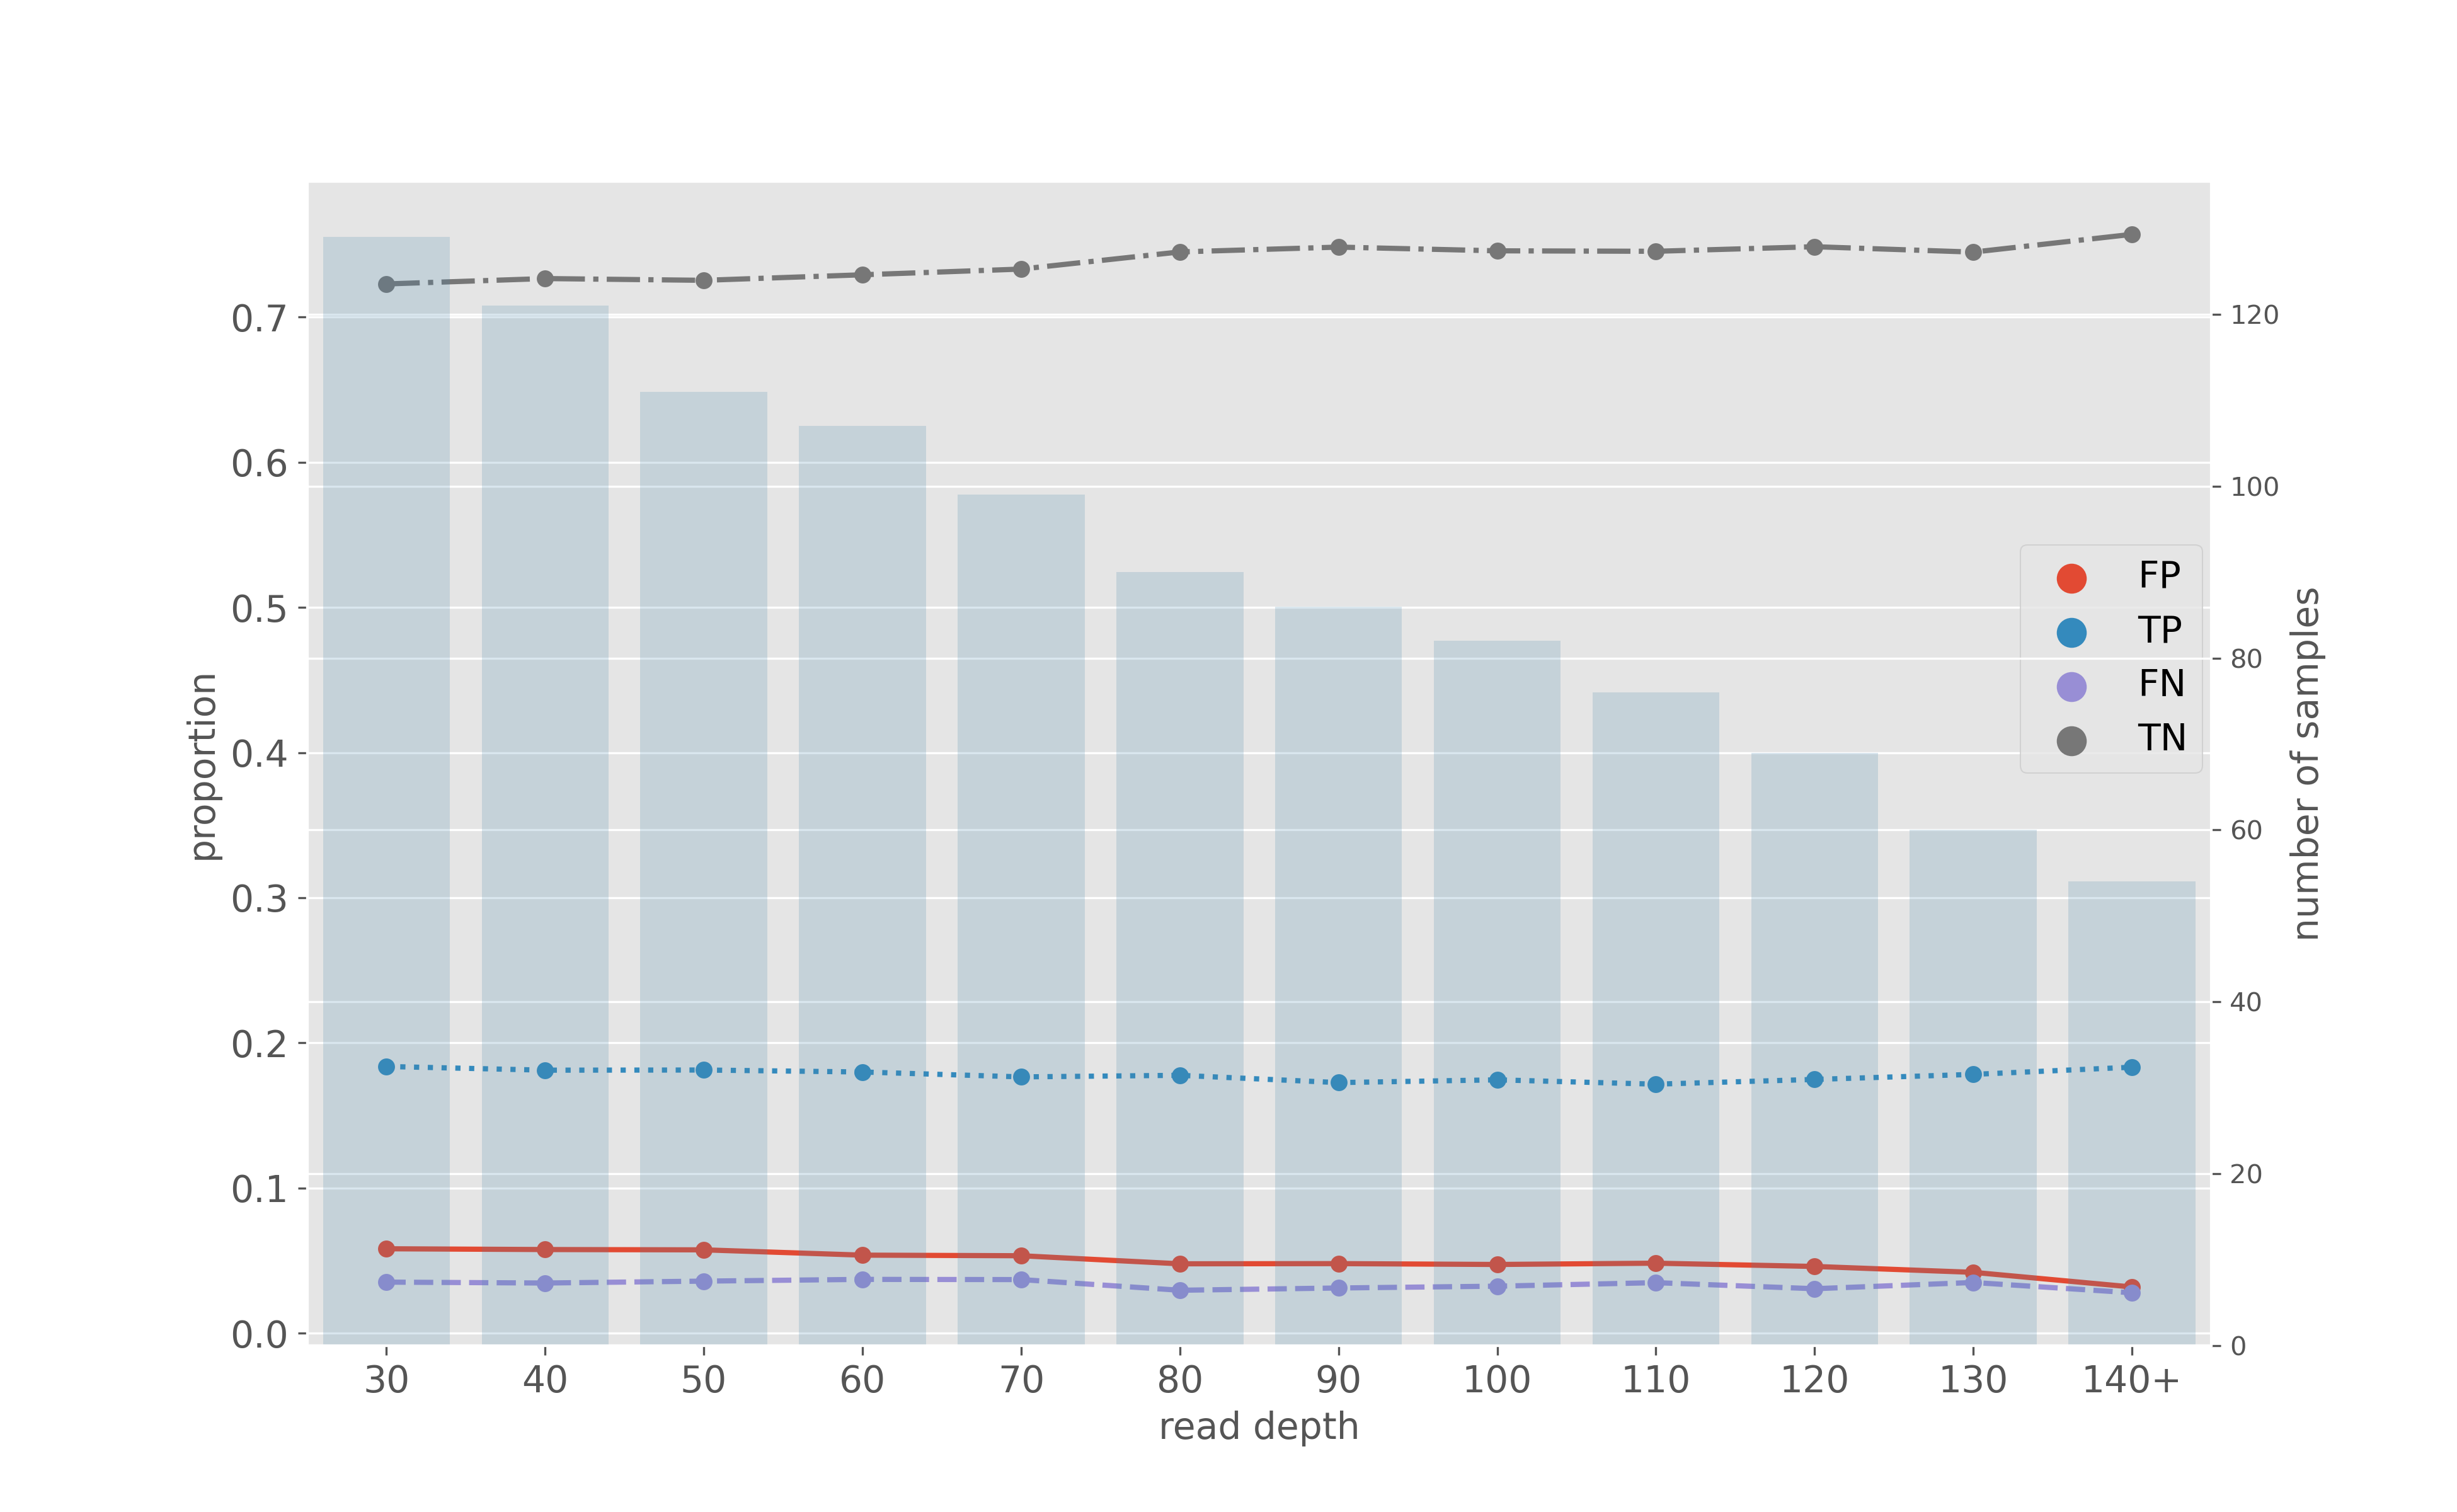 0.7
0.6
0.5
0.4
0.3
0.2
0.1
0.0
proportion
120
100
80
60
40
20
0
number of samples
FP
TP
FN
TN
30 40 50 60 70 80 90 100 110 120 130 140+
read depth